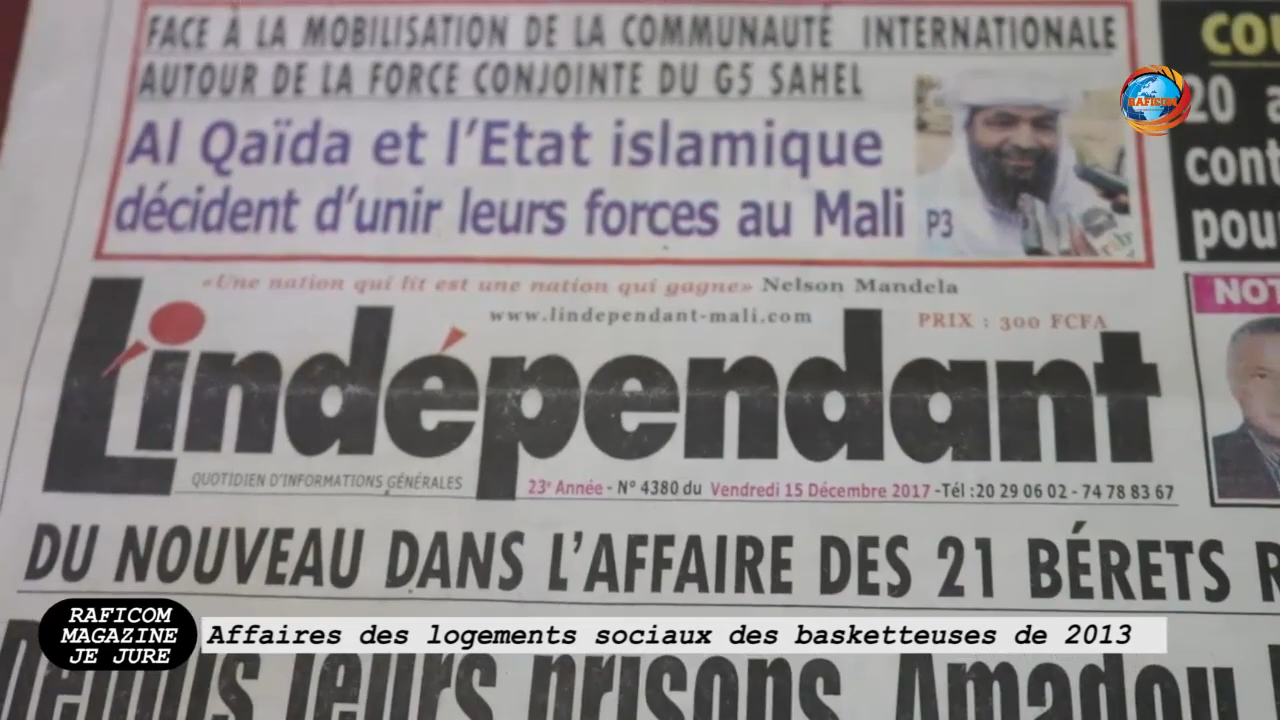 FACE À LA MOBILISATION DE LA COMMUNAUTÉ INTERNATIONALE
AUTOUR DE LA FORCE CONJOINTE DU G5 SAHEL
Al Qaïda et l'Etat islamique
décident d'unir leurs forces au Mali P3
RAFICOM
20
«Une nation qui lit est une nation qui gagne» Nelson Mandela
www.lindependant-mali.com
PRIX : 300 FCFA
L'indépendant
QUOTIDIEN D'INFORMATIONS GÉNÉRALES
23e Année - N° 4380 du Vendredi 15 Décembre 2017 -Tél :20 29 06 02 - 74 78 83 67
DU NOUVEAU DANS L'AFFAIRE DES 21 BÉRETS
RAFICOM
MAGAZINE
JE JURE
Affaires des logements sociaux des basketteuses de 2013
Depuis leurs prisons, Amadou